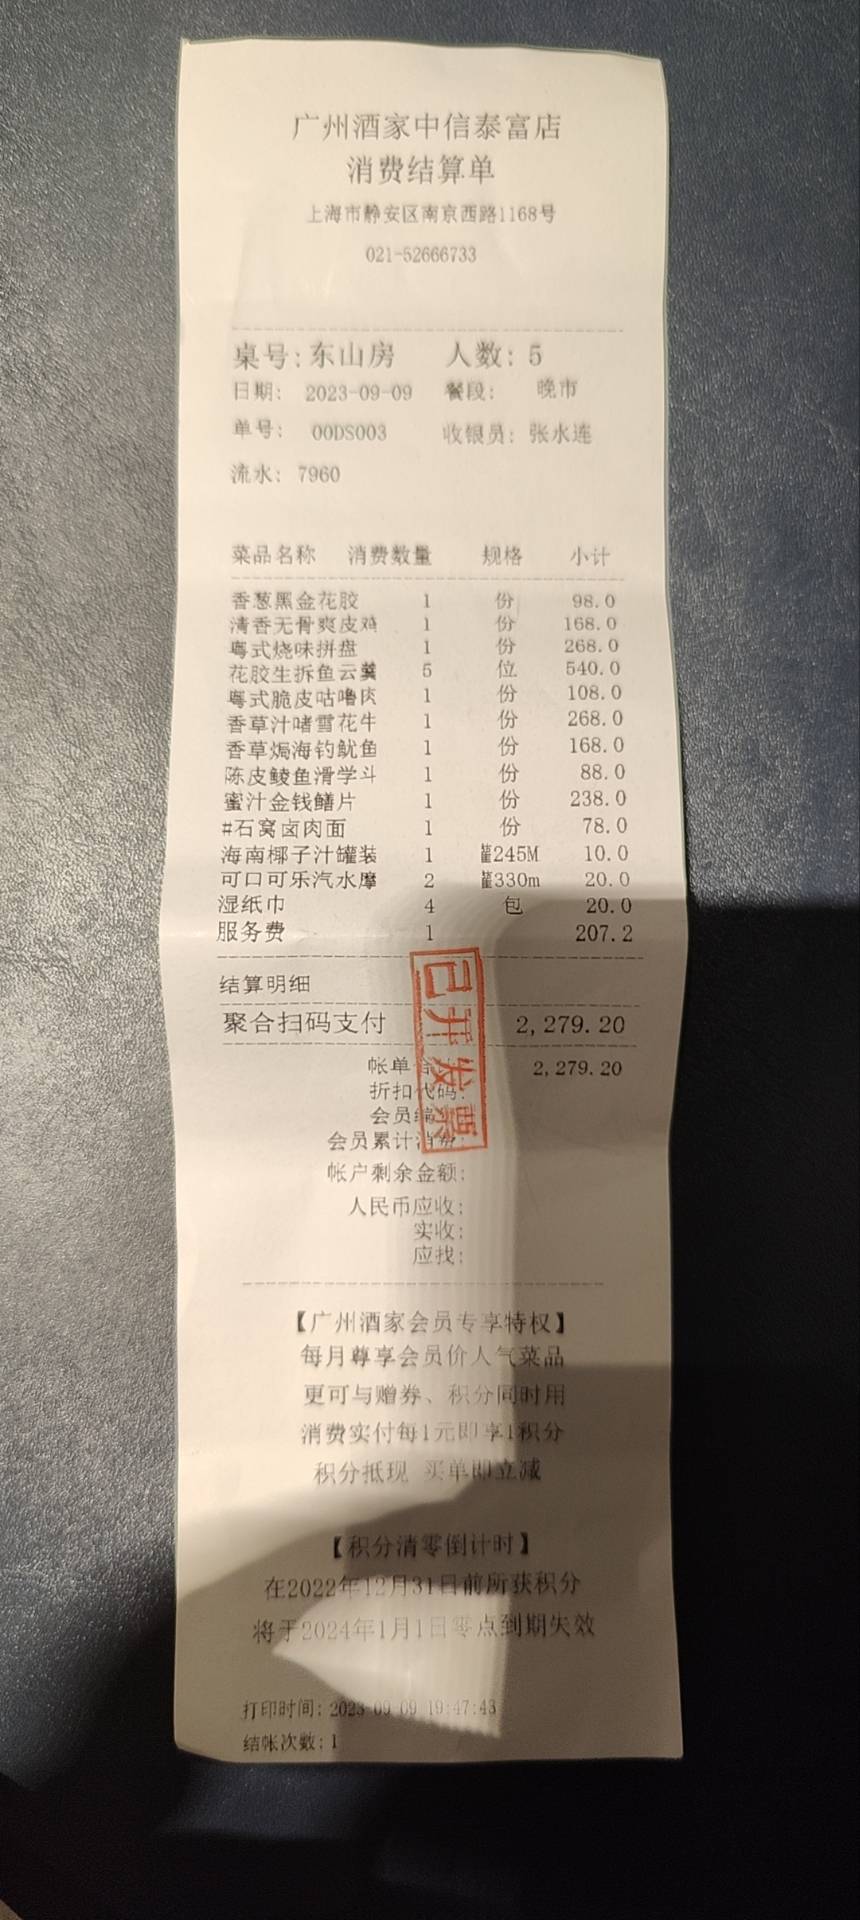 广州酒家中信泰富店
消费结算单
上海市静安区南京西路1168号
021-52666733
桌号: 东山房 人数: 5
日期: 2023-09-09 餐段: 晚市
单号: 00DS003 收银员: 张水连
流水: 7960
菜品名称 消费数量 规格 小计
香葱黑金花胶 1 份 98.0
清香无骨爽皮鸡 1 份 168.0
粤式烧味拼盘 1 份 268.0
花胶生拆鱼云羹 5 位 540.0
粤式脆皮咕噜肉 1 份 108.0
香草汁啫雪花牛 1 份 268.0
香草焗海钓鱿鱼 1 份 168.0
陈皮鲮鱼滑学斗 1 份 88.0
蜜汁金钱鳝片 1 份 238.0
#石窝卤肉面 1 份 78.0
海南椰子汁罐装 1 罐245M 10.0
可口可乐汽水摩 2 罐330m 20.0
湿纸巾 4 包 20.0
服务费 1 207.2
结算明细
聚合扫码支付 2,279.20
帐单 2,279.20
折扣代码:
会员
会员累计消费:
帐户剩余金额:
人民币应收:
实收:
应找:
已开发票
【广州酒家会员专享特权】
每月尊享会员价人气菜品
更可与赠券、积分同时用
消费实付每1元即享1积分
积分抵现 买单即立减
【积分清零倒计时】
在2022年12月31日前所获积分
将于2024年1月1日零点到期失效
打印时间: 2023-09-09 19:47:43
结帐次数: 1